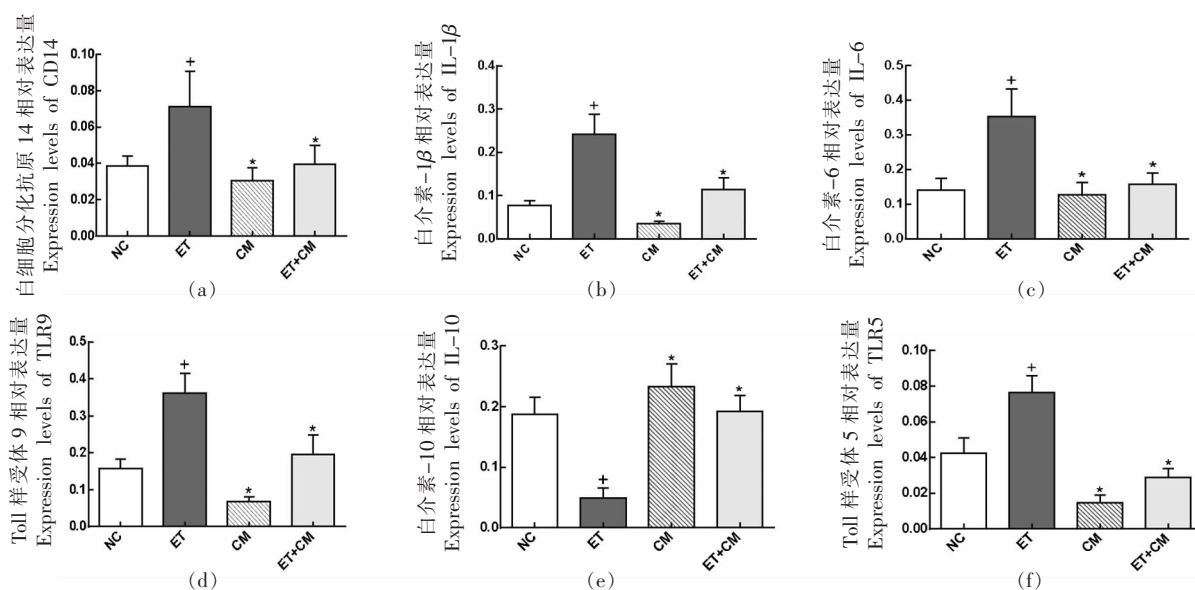 白细胞分化抗原 14 相对表达量
Expression levels of CD14
0.10
0.08
0.06
0.04
0.02
0.00
+
*
*
NC
ET
CM
ET+CM
(a)
白介素-1β 相对表达量
Expression levels of IL-1β
0.4
0.3
0.2
0.1
0.0
+
*
*
NC
ET
CM
ET+CM
(b)
白介素-6 相对表达量
Expression levels of IL-6
0.5
0.4
0.3
0.2
0.1
0.0
+
*
*
NC
ET
CM
ET+CM
(c)
Toll 样受体 9 相对表达量
Expression levels of TLR9
0.5
0.4
0.3
0.2
0.1
0.0
+
*
*
NC
ET
CM
ET+CM
(d)
白介素-10 相对表达量
Expression levels of IL-10
0.3
0.2
0.1
0.0
+
*
*
NC
ET
CM
ET+CM
(e)
Toll 样受体 5 相对表达量
Expression levels of TLR5
0.10
0.08
0.06
0.04
0.02
0.00
+
*
*
NC
ET
CM
ET+CM
(f)